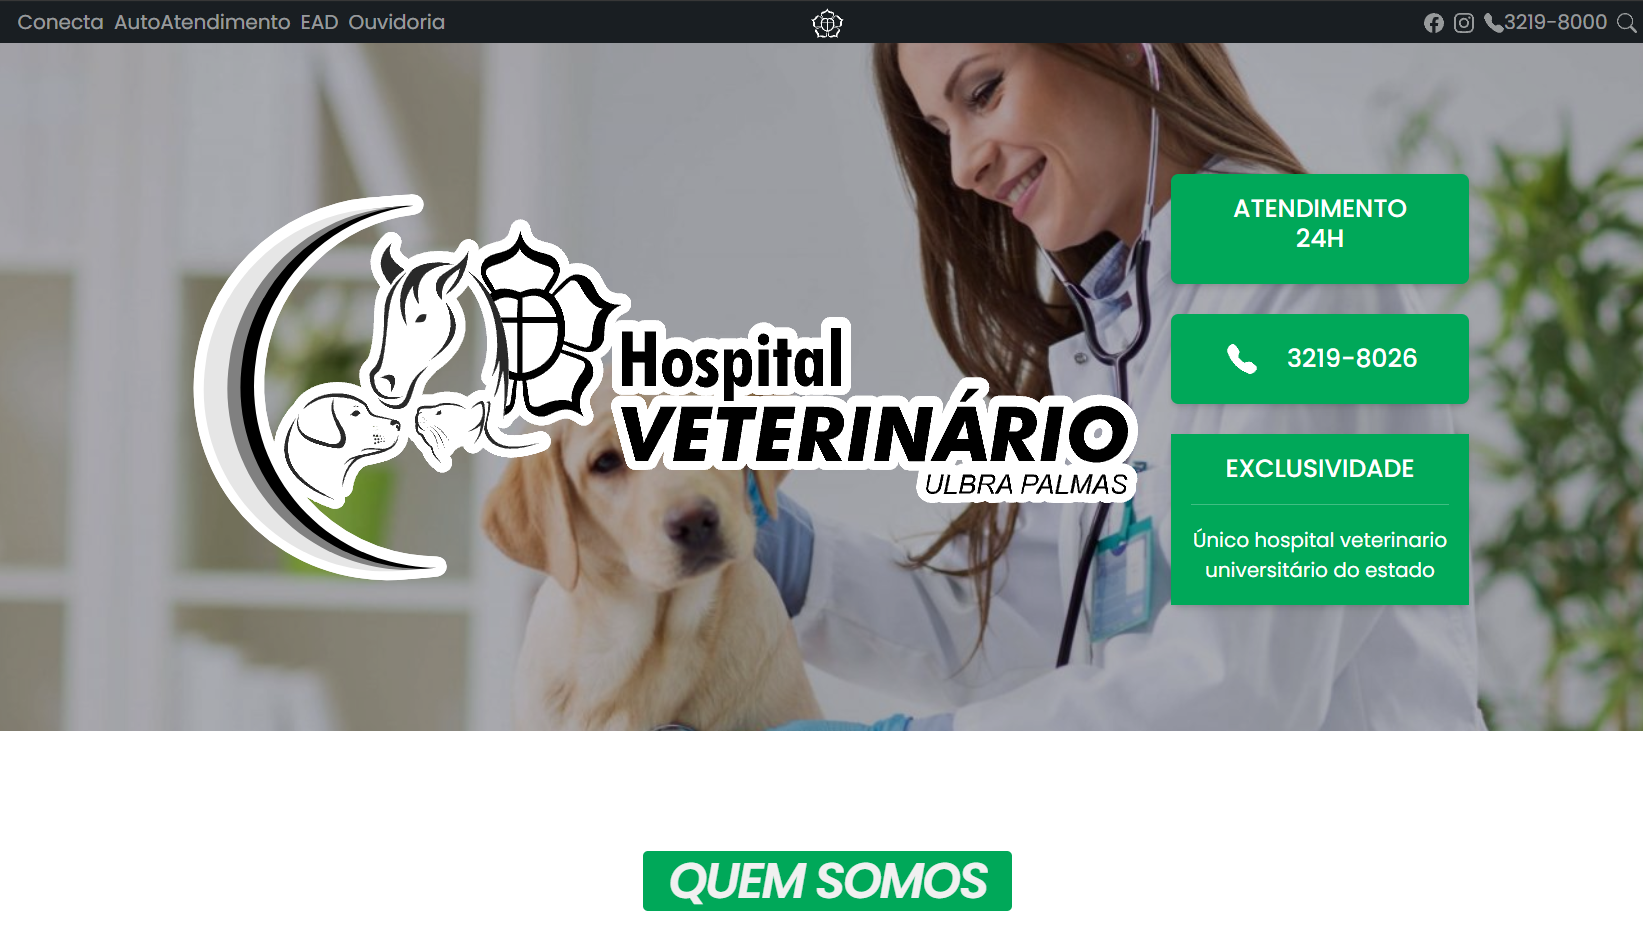 Conecta AutoAtendimento EAD Ouvidoria
3219-8000
Hospital
VETERINÁRIO
ULBRA PALMAS
ATENDIMENTO
24H
3219-8026
EXCLUSIVIDADE
Único hospital veterinario
universitário do estado
QUEM SOMOS